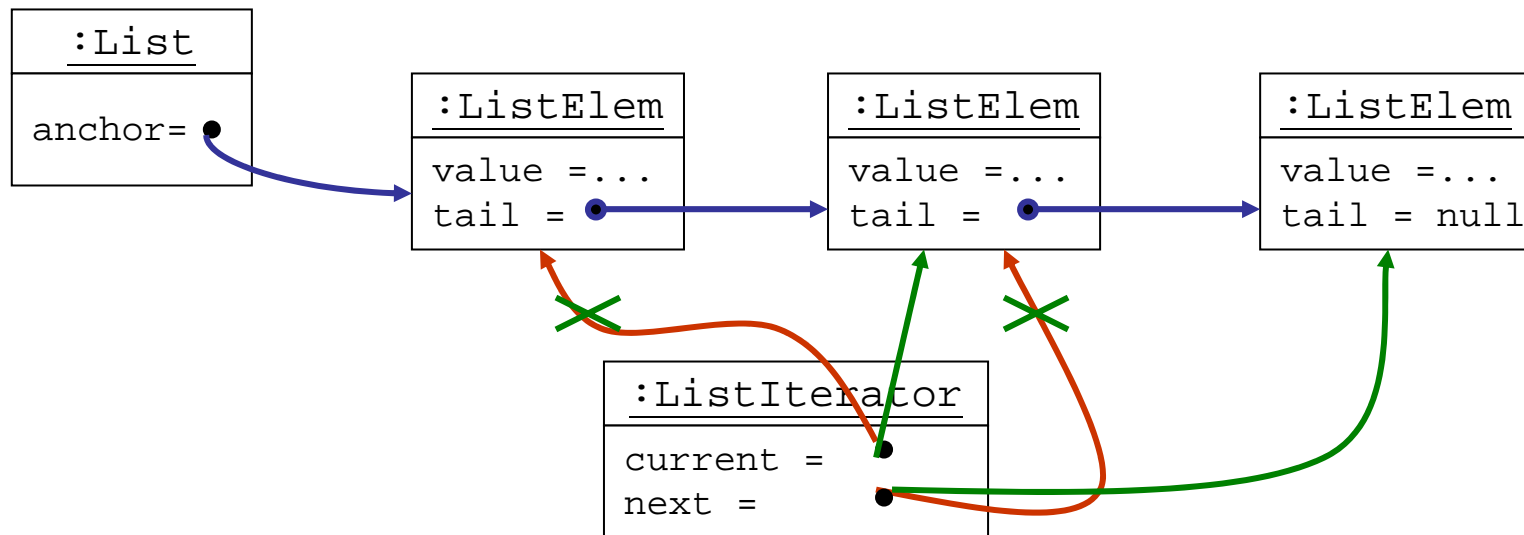 :List
anchor=
:ListElem
value =...
tail =
:ListElem
value =...
tail =
:ListElem
value =...
tail = null
:ListIterator
current =
next =